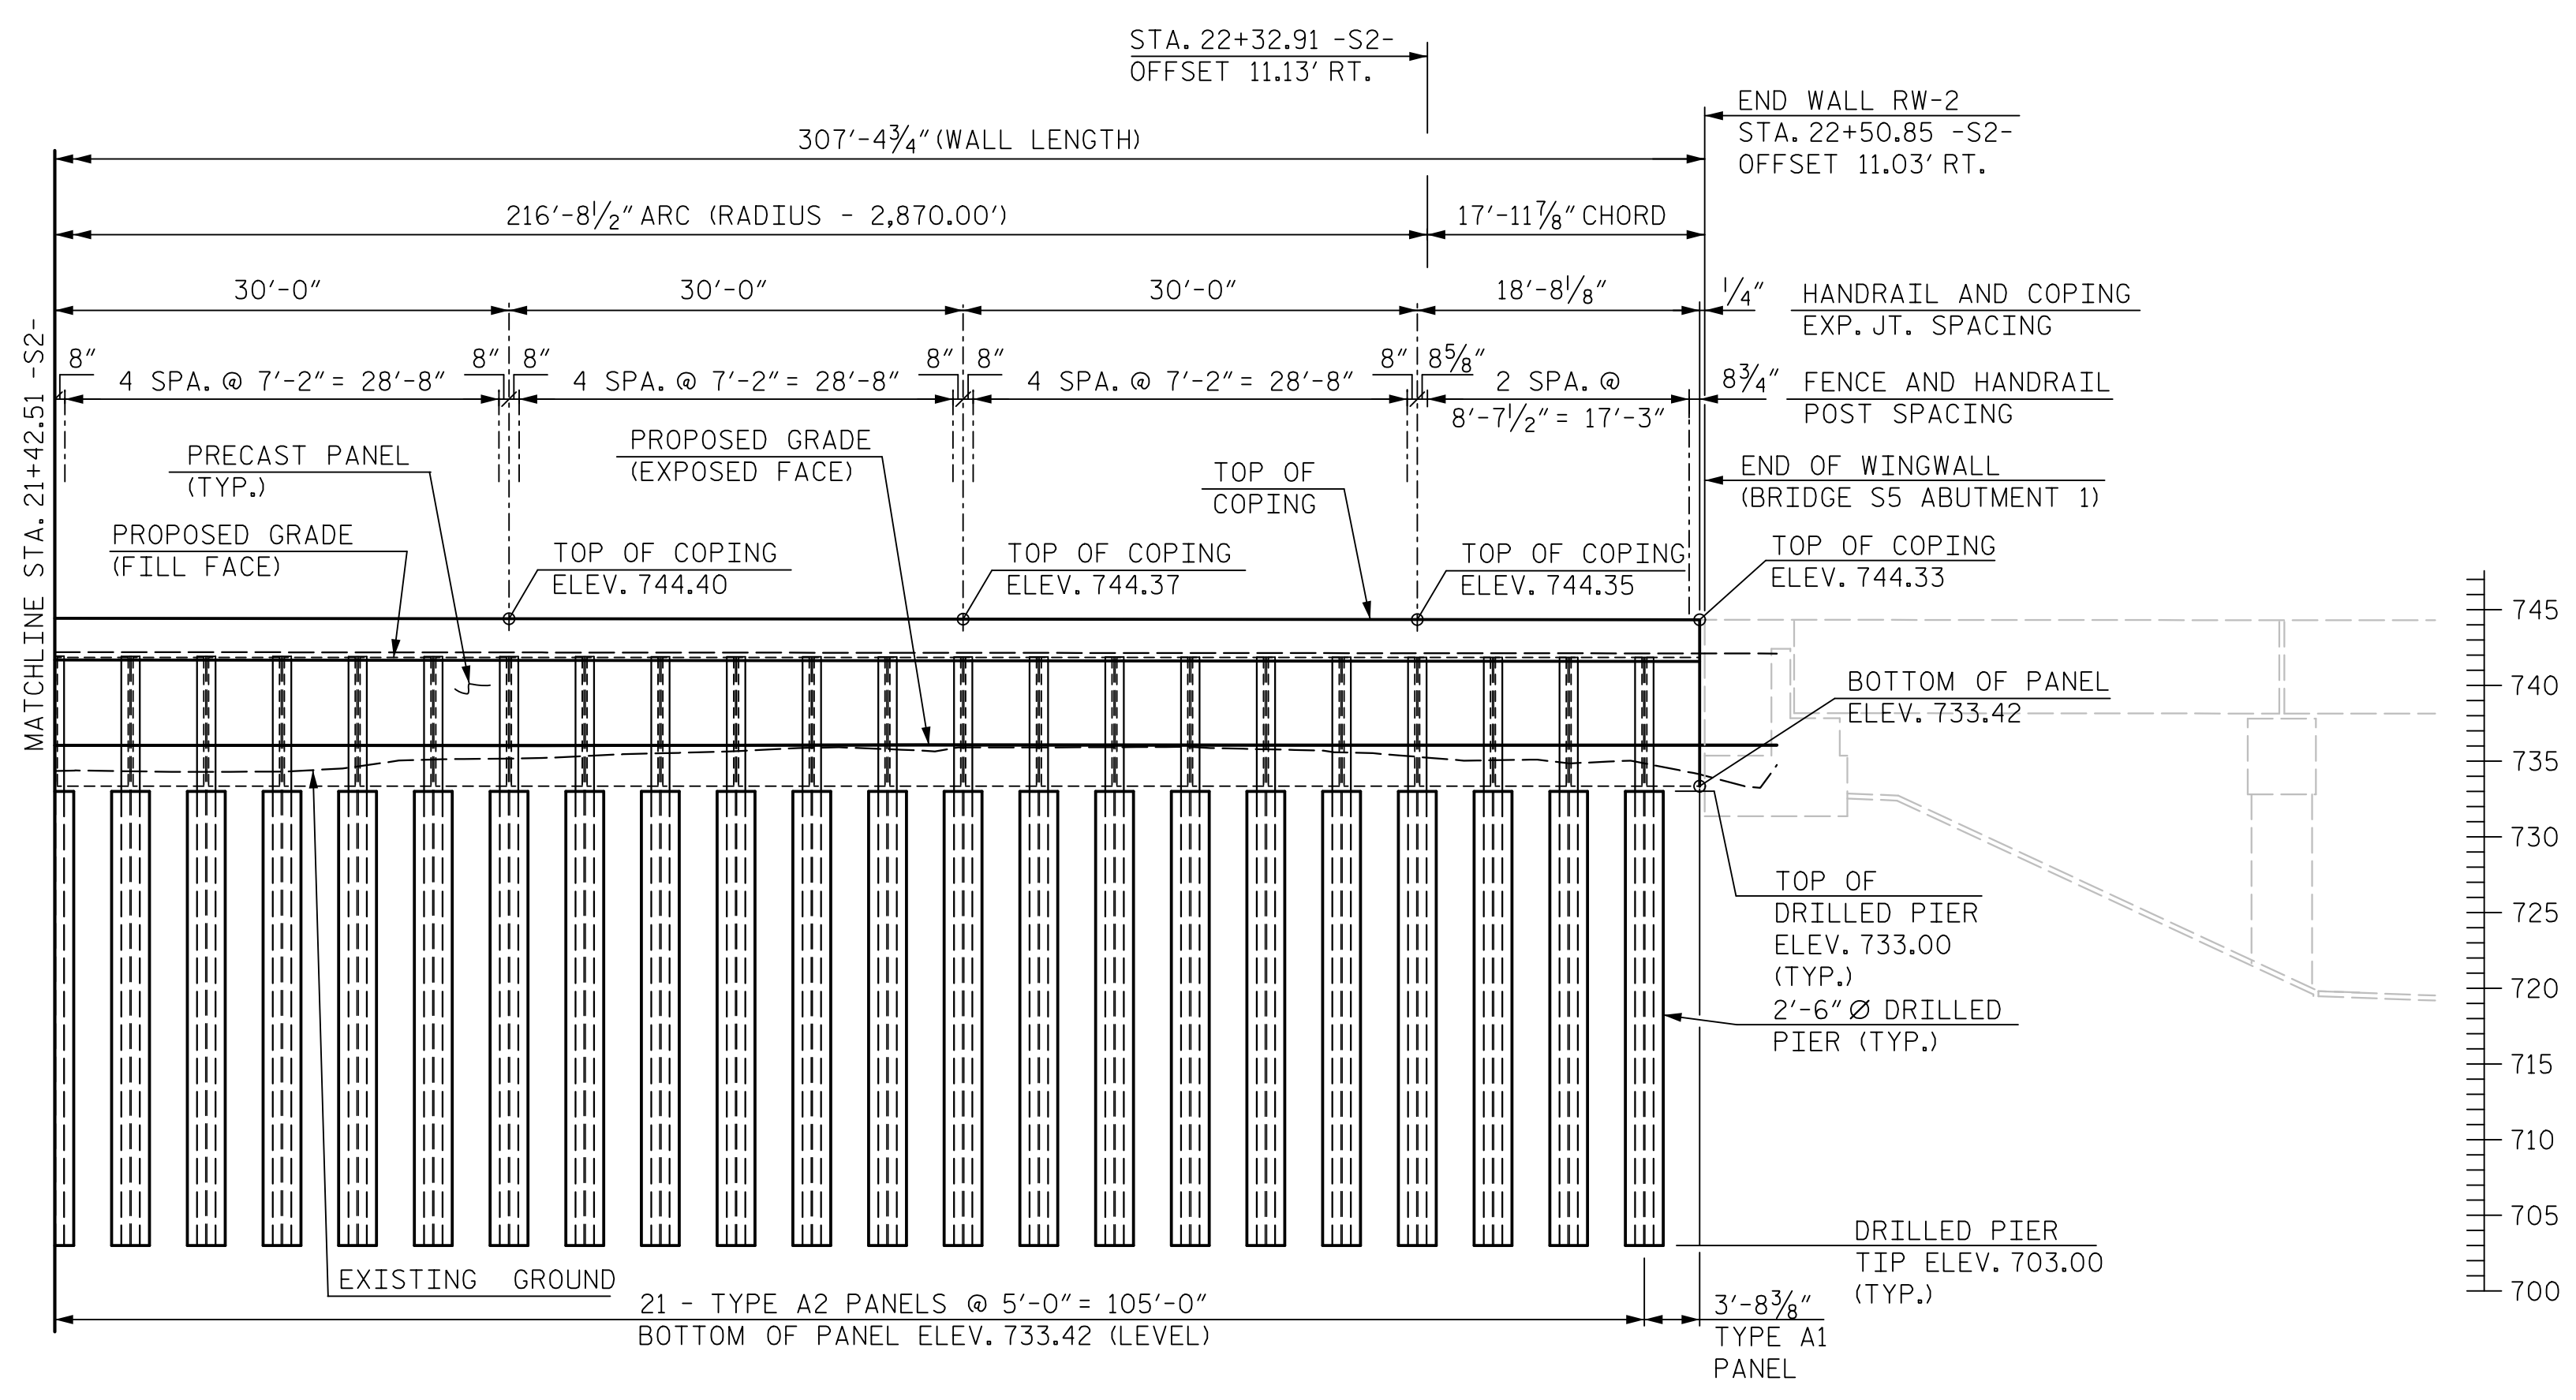 STA. 22+32.91 -S2-
OFFSET 11.13' RT.
END WALL RW-2
STA. 22+50.85 -S2-
OFFSET 11.03' RT.
307'-4¾" (WALL LENGTH)
216'-8½" ARC (RADIUS - 2,870.00')
17'-11⅞" CHORD
30'-0"
30'-0"
30'-0"
18'-8⅛"
¼"
HANDRAIL AND COPING
EXP. JT. SPACING
8"
4 SPA. @ 7'-2" = 28'-8"
8"
8"
4 SPA. @ 7'-2" = 28'-8"
8"
8"
4 SPA. @ 7'-2" = 28'-8"
8"
8⅝"
2 SPA. @
8'-7½" = 17'-3"
8¾"
FENCE AND HANDRAIL
POST SPACING
MATCHLINE STA. 21+42.51 -S2-
PRECAST PANEL
(TYP.)
PROPOSED GRADE
(EXPOSED FACE)
TOP OF
COPING
END OF WINGWALL
(BRIDGE S5 ABUTMENT 1)
PROPOSED GRADE
(FILL FACE)
TOP OF COPING
ELEV. 744.40
TOP OF COPING
ELEV. 744.37
TOP OF COPING
ELEV. 744.35
TOP OF COPING
ELEV. 744.33
BOTTOM OF PANEL
ELEV. 733.42
TOP OF
DRILLED PIER
ELEV. 733.00
(TYP.)
2'-6" Ø DRILLED
PIER (TYP.)
DRILLED PIER
TIP ELEV. 703.00
(TYP.)
EXISTING GROUND
21 - TYPE A2 PANELS @ 5'-0" = 105'-0"
BOTTOM OF PANEL ELEV. 733.42 (LEVEL)
3'-8⅜"
TYPE A1
PANEL
745
740
735
730
725
720
715
710
705
700